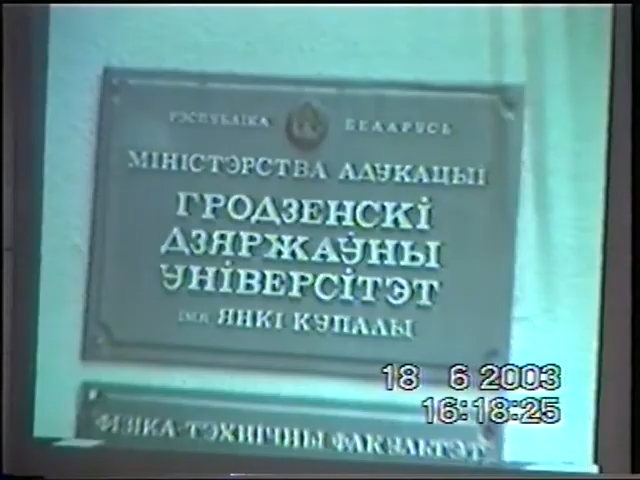 РЭСПУБЛІКА БЕЛАРУСЬ
МІНІСТЭРСТВА АДУКАЦЫІ
ГРОДЗЕНСКІ
ДЗЯРЖАЎНЫ
УНІВЕРСІТЭТ
імя ЯНКІ КУПАЛЫ
18 6 2003
16:18:25
ФІЗІКА-ТЭХНІЧНЫ ФАКУЛЬТЭТ